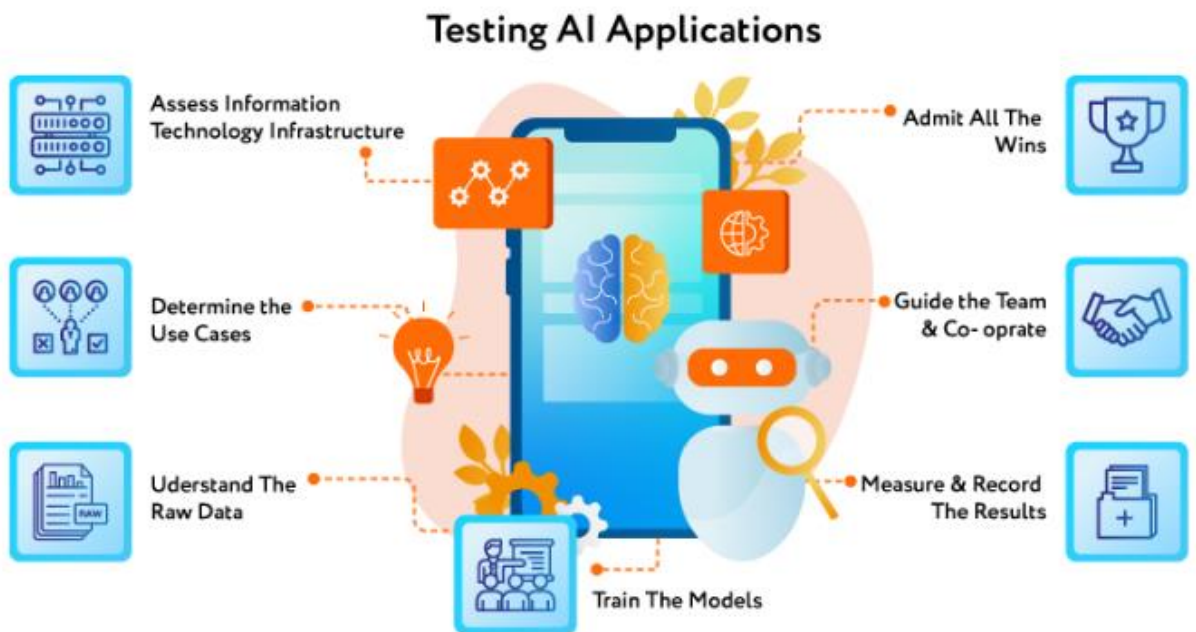 Testing AI Applications
Assess Information
Technology Infrastructure
Determine the
Use Cases
Uderstand The
Raw Data
RAW
Train The Models
Admit All The
Wins
Guide the Team
& Co- oprate
Measure & Record
The Results